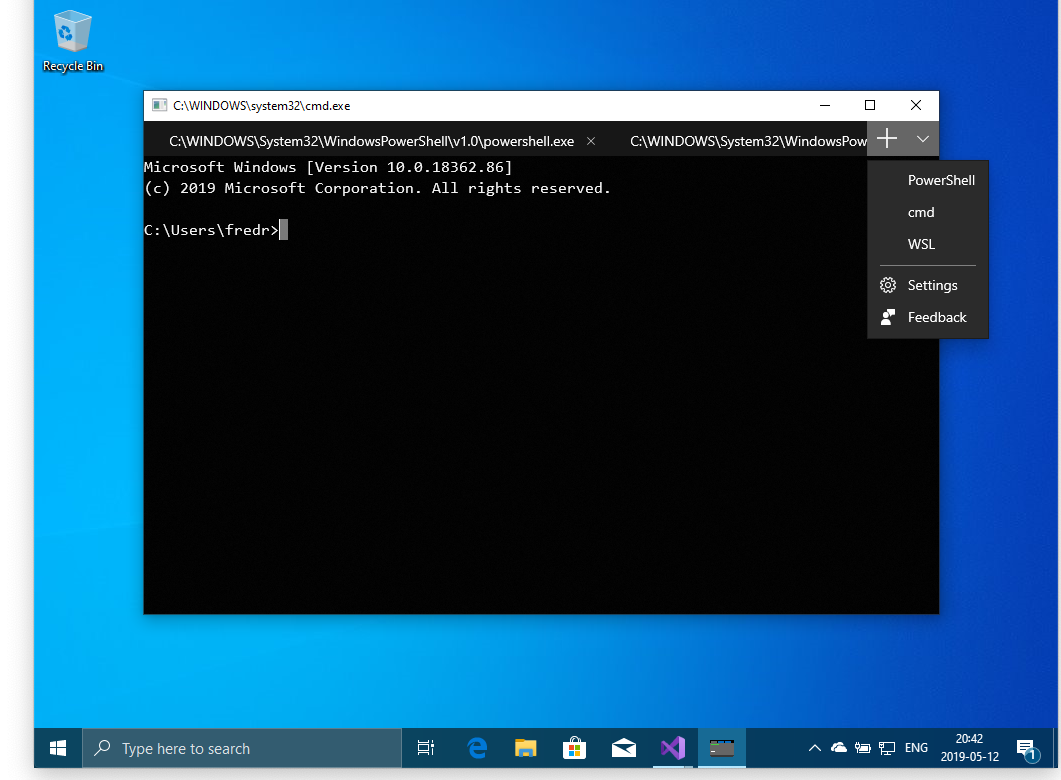 Recycle Bin
C:\WINDOWS\system32\cmd.exe
C:\WINDOWS\System32\WindowsPowerShell\v1.0\powershell.exe
C:\WINDOWS\System32\WindowsPow
Microsoft Windows [Version 10.0.18362.86]
(c) 2019 Microsoft Corporation. All rights reserved.
C:\Users\fredr>
PowerShell
cmd
WSL
Settings
Feedback
Type here to search
ENG
20:42
2019-05-12
1